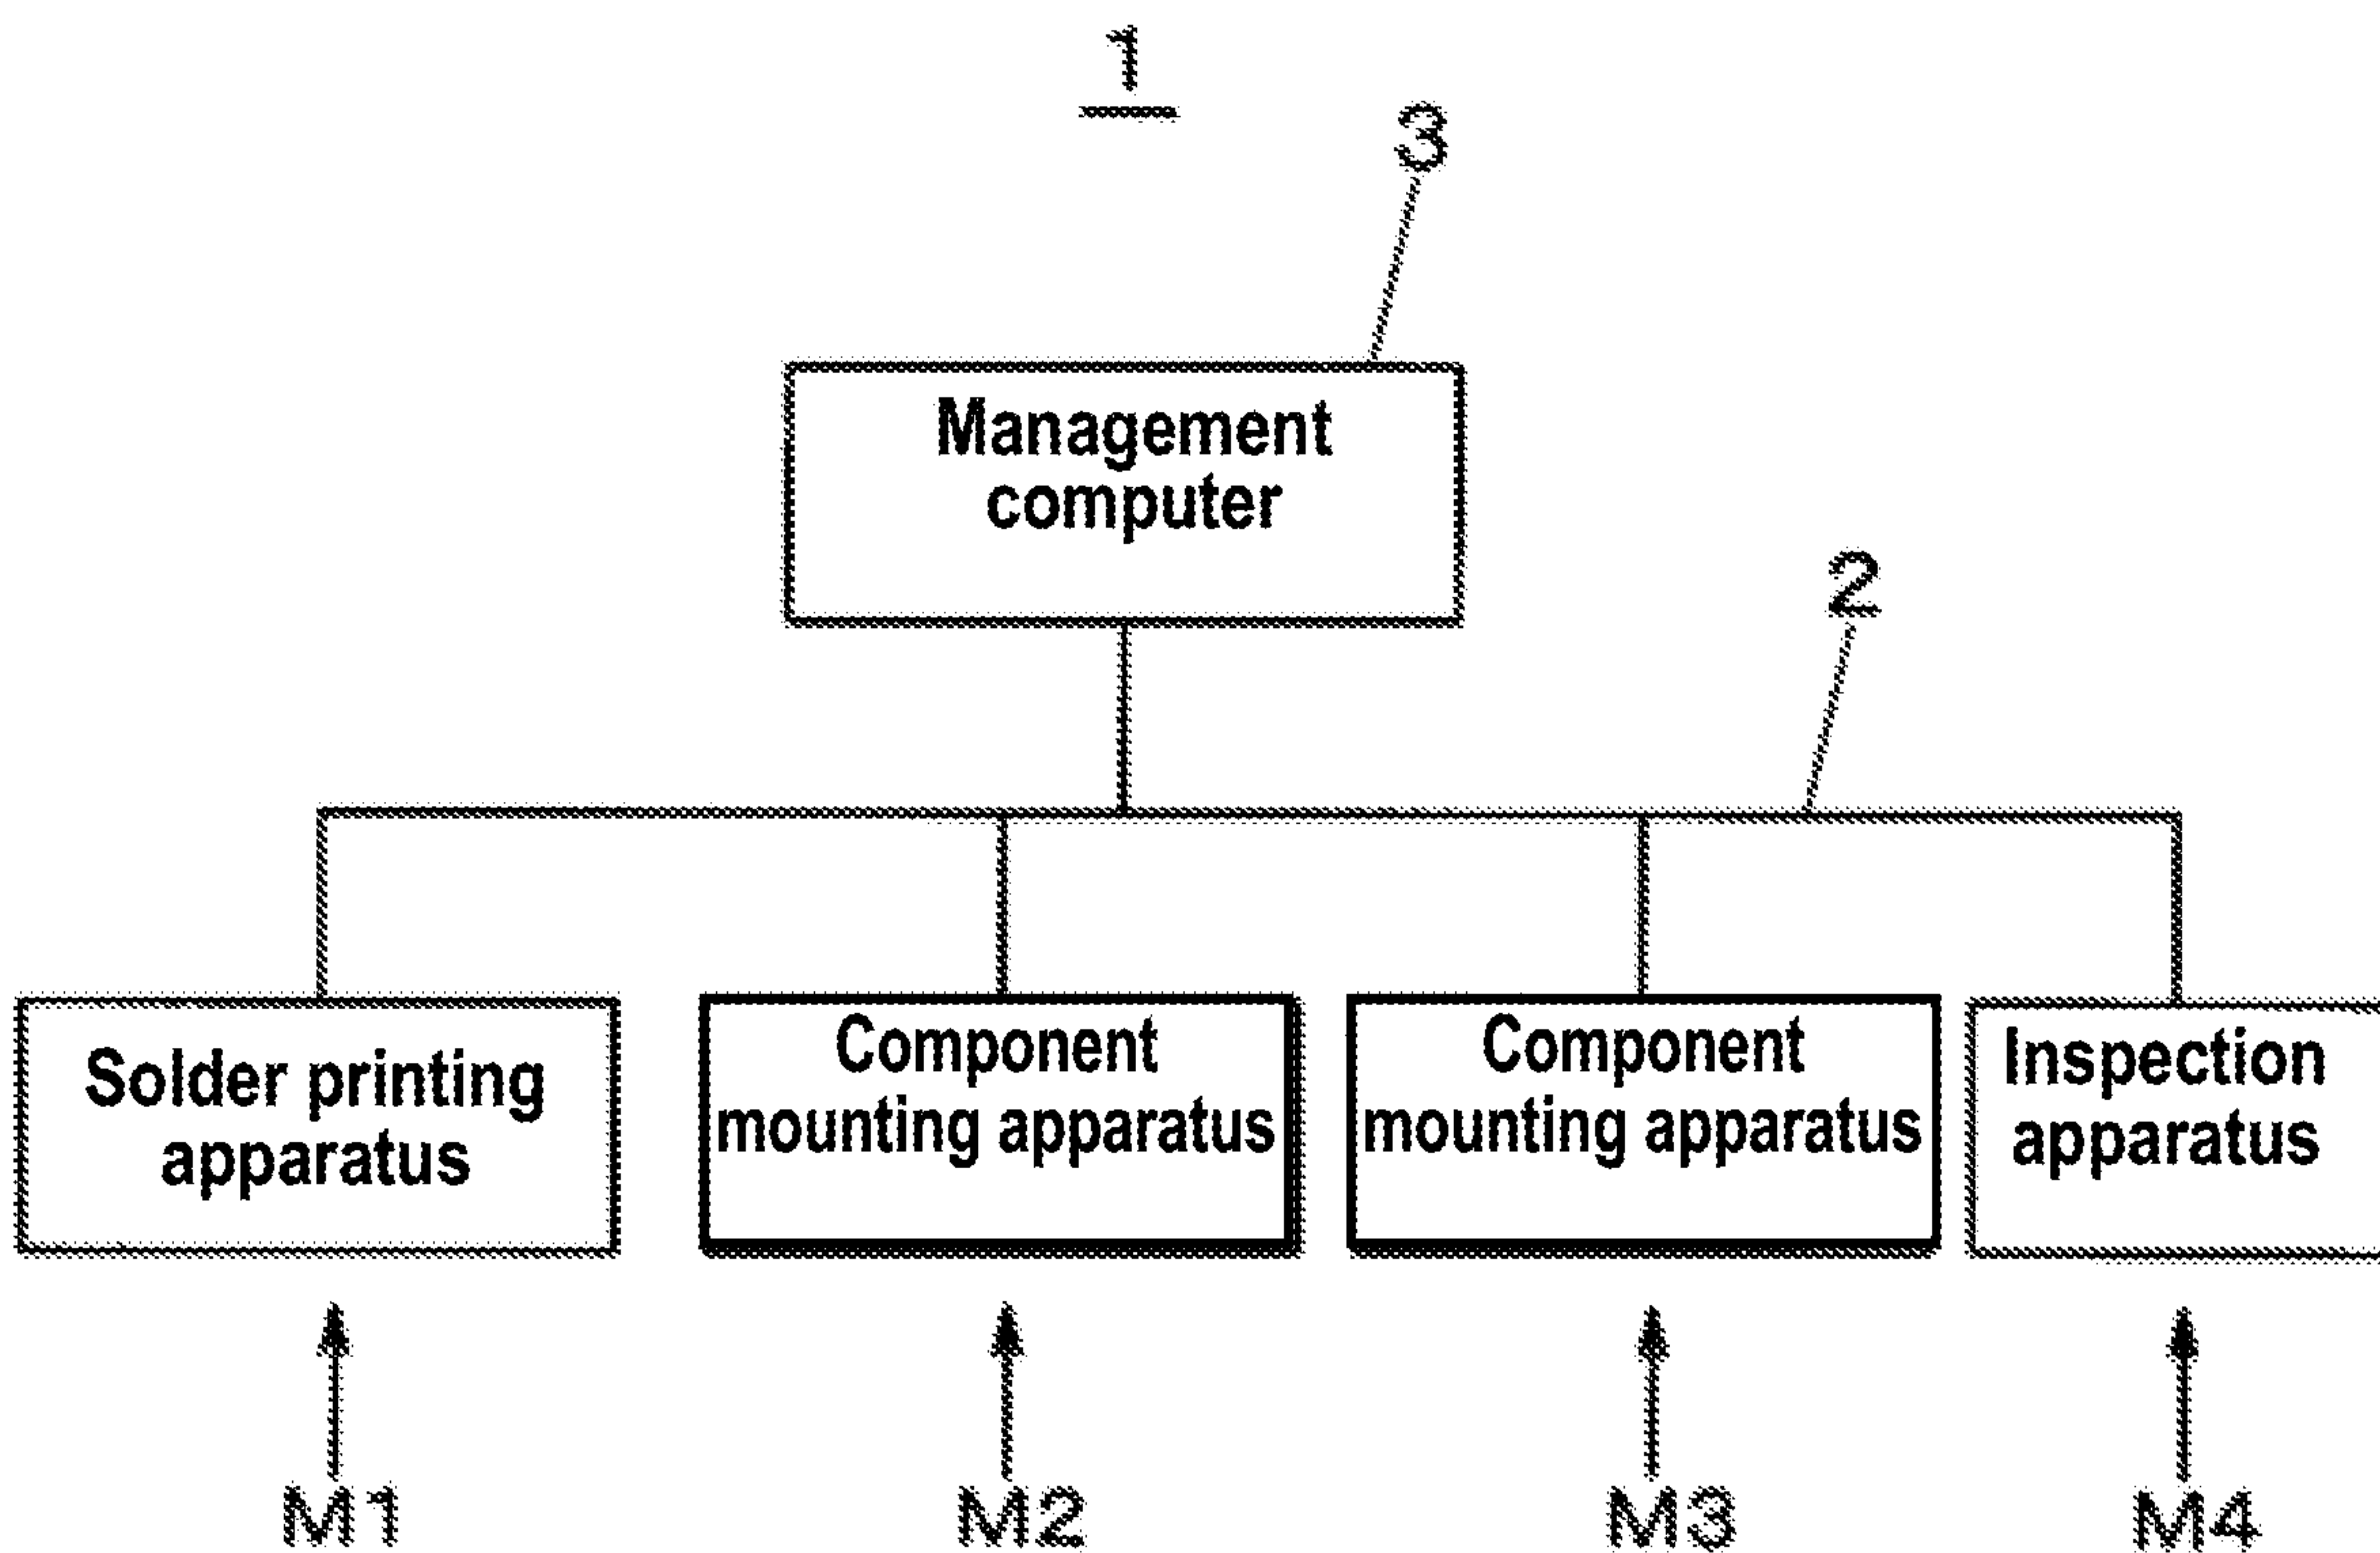 1
3
Management
computer
2
Solder printing
apparatus
Component
mounting apparatus
Component
mounting apparatus
Inspection
apparatus
M1
M2
M3
M4